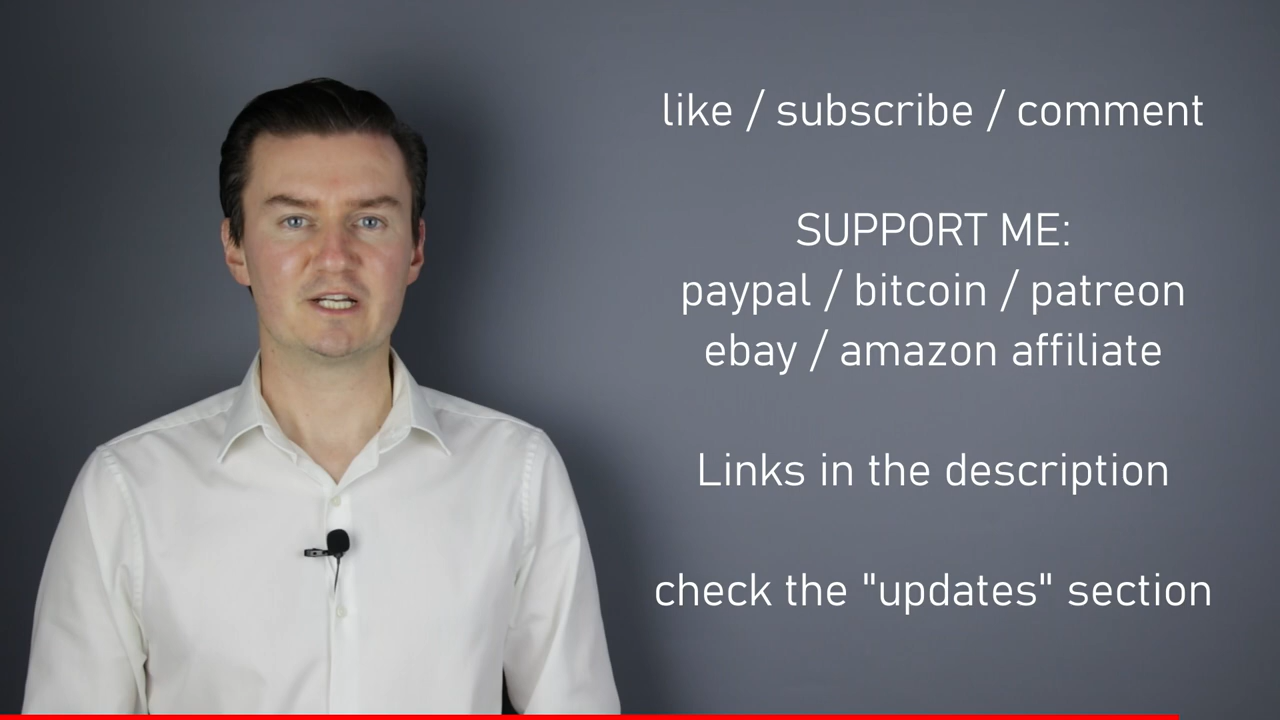 like / subscribe / comment
SUPPORT ME:
paypal / bitcoin / patreon
ebay / amazon affiliate
Links in the description
check the "updates" section